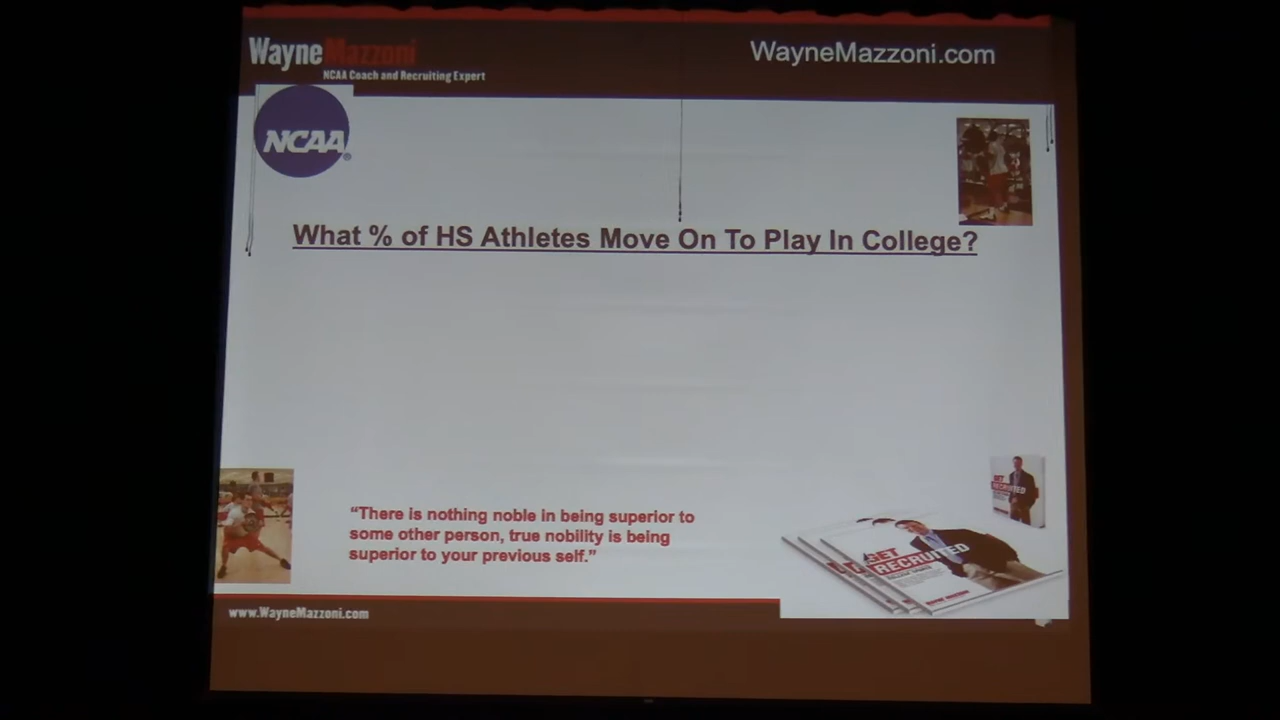 WayneMazzoni
NCAA Coach and Recruiting Expert
WayneMazzoni.com
NCAA®
What % of HS Athletes Move On To Play In College?
“There is nothing noble in being superior to
some other person, true nobility is being
superior to your previous self.”
GET
RECRUITED
GET
RECRUITED
www.WayneMazzoni.com